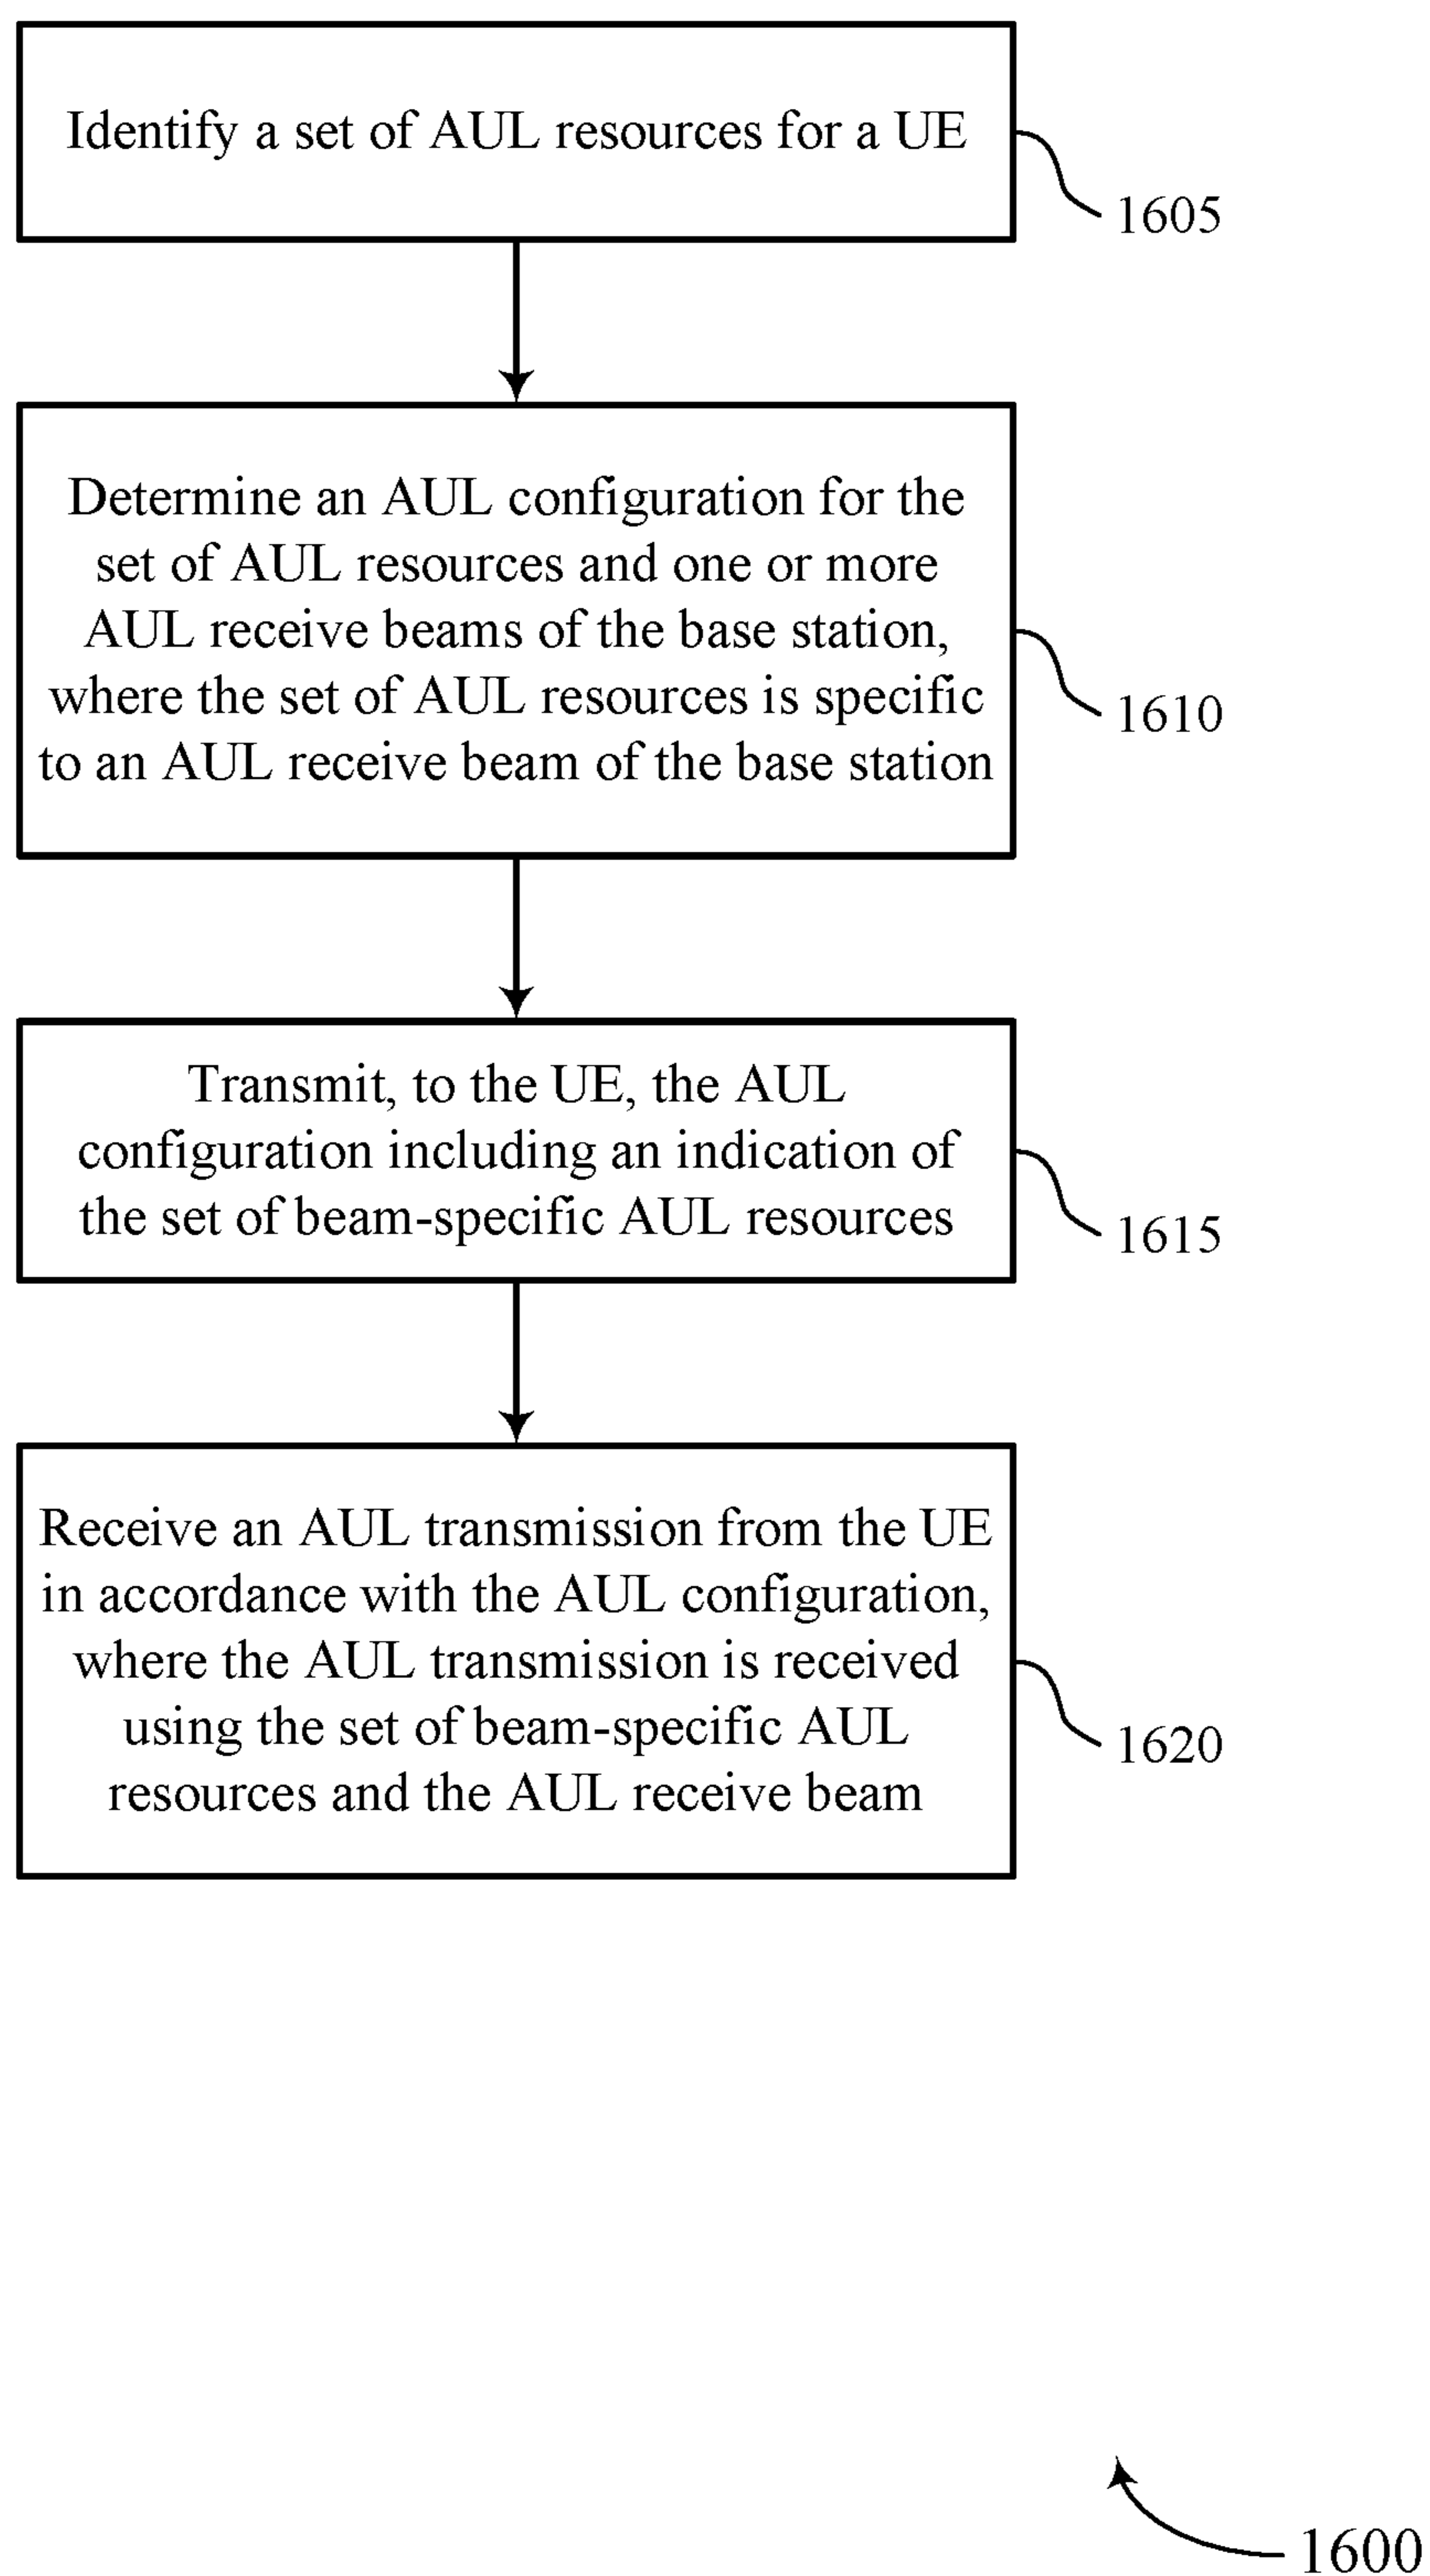 Identify a set of AUL resources for a UE
1605
Determine an AUL configuration for the
set of AUL resources and one or more
AUL receive beams of the base station,
where the set of AUL resources is specific
to an AUL receive beam of the base station
1610
Transmit, to the UE, the AUL
configuration including an indication of
the set of beam-specific AUL resources
1615
Receive an AUL transmission from the UE
in accordance with the AUL configuration,
where the AUL transmission is received
using the set of beam-specific AUL
resources and the AUL receive beam
1620
1600